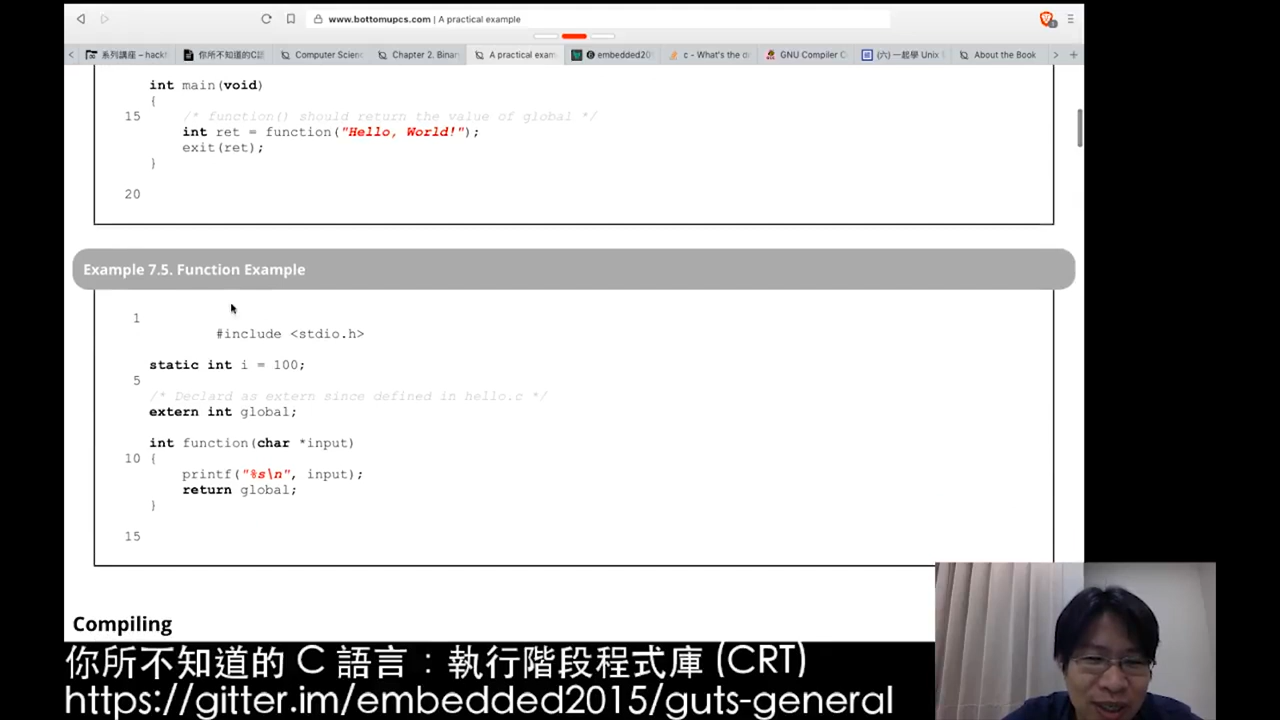 www.bottomupcs.com | A practical example
系列講座 – hack
你所不知道的C語
Computer Scien
Chapter 2. Binar
A practical exam
embedded20
c - What's the d
GNU Compiler C
(六) 一起學 Unix
About the Book
int main(void)
{
15 /* function() should return the value of global */
int ret = function("Hello, World!");
exit(ret);
}
20
Example 7.5. Function Example
1
#include <stdio.h>
static int i = 100;
5
/* Declard as extern since defined in hello.c */
extern int global;
int function(char *input)
10 {
printf("%s\n", input);
return global;
}
15
Compiling
你所不知道的 C 語言：執行階段程式庫 (CRT)
https://gitter.im/embedded2015/guts-general